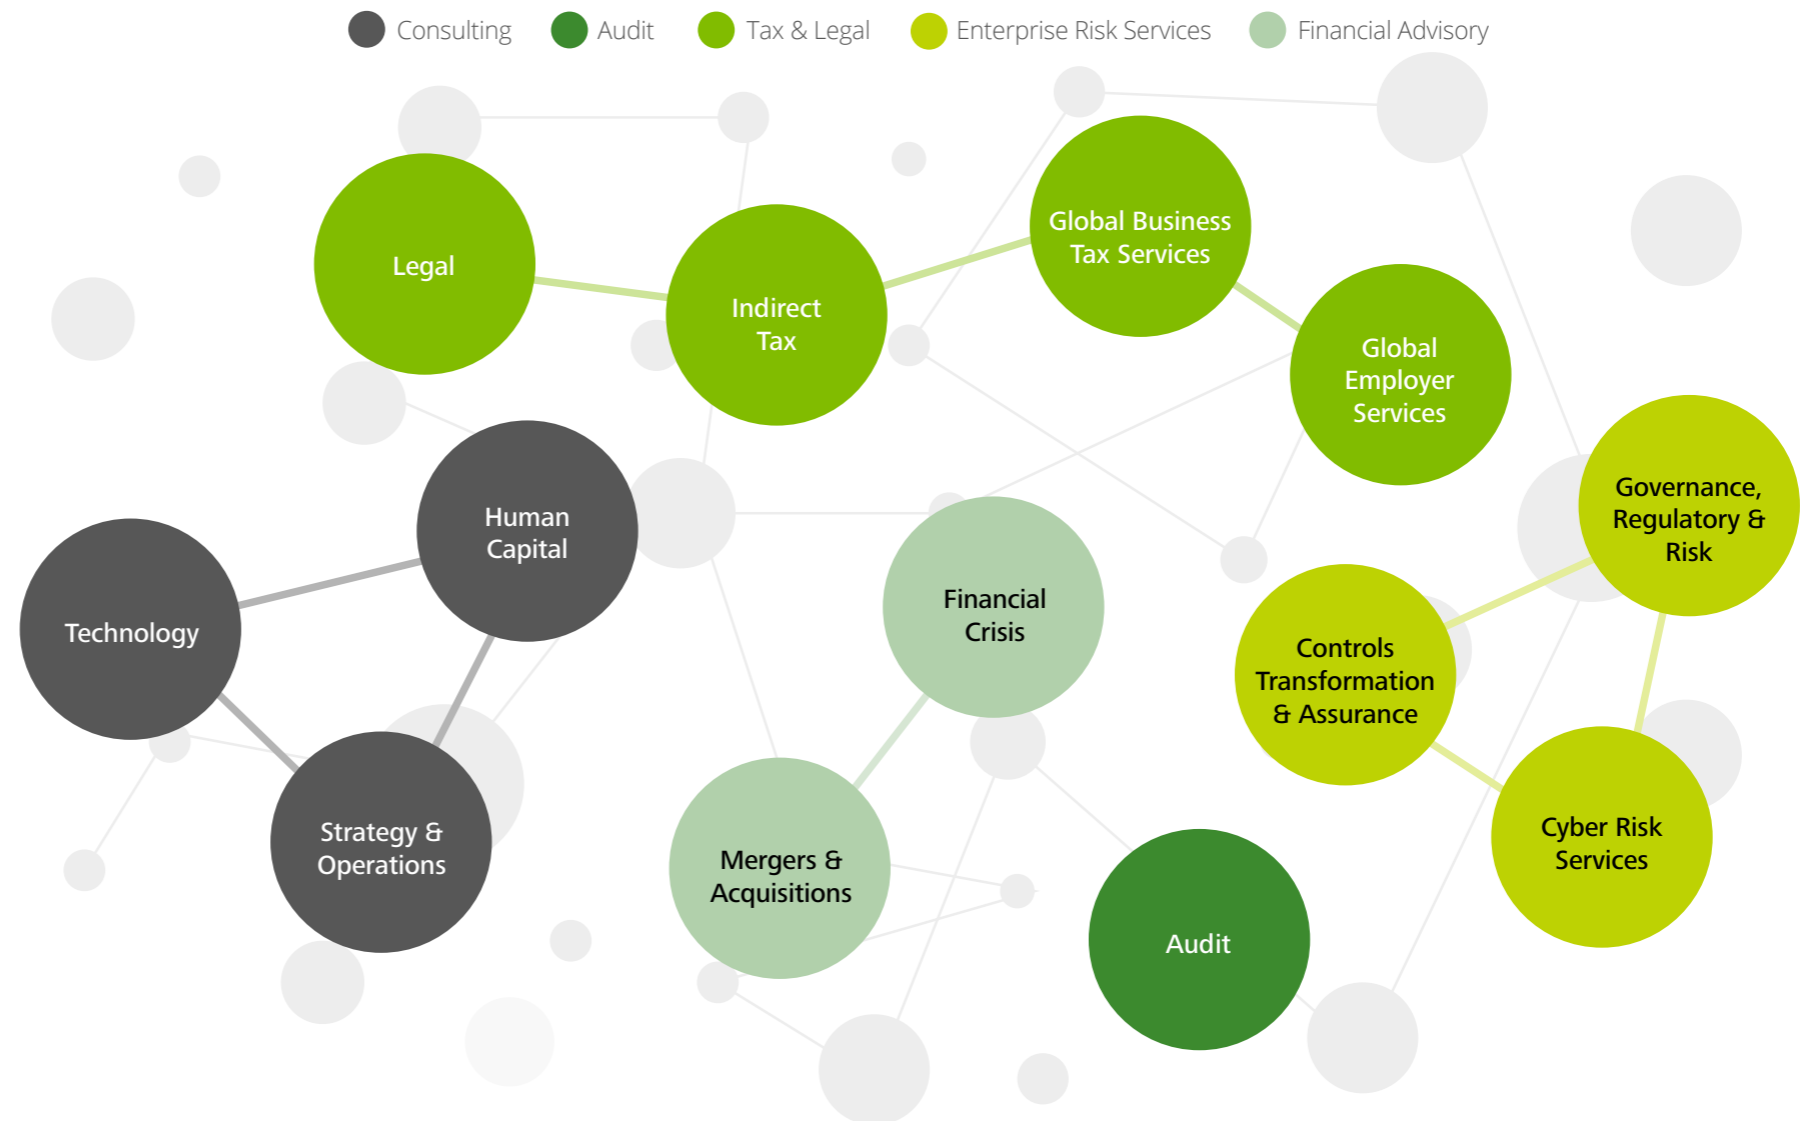 Consulting
Audit
Tax & Legal
Enterprise Risk Services
Financial Advisory
Legal
Indirect
Tax
Global Business
Tax Services
Global
Employer
Services
Governance,
Regulatory &
Risk
Human
Capital
Technology
Strategy &
Operations
Financial
Crisis
Mergers &
Acquisitions
Controls
Transformation
& Assurance
Cyber Risk
Services
Audit